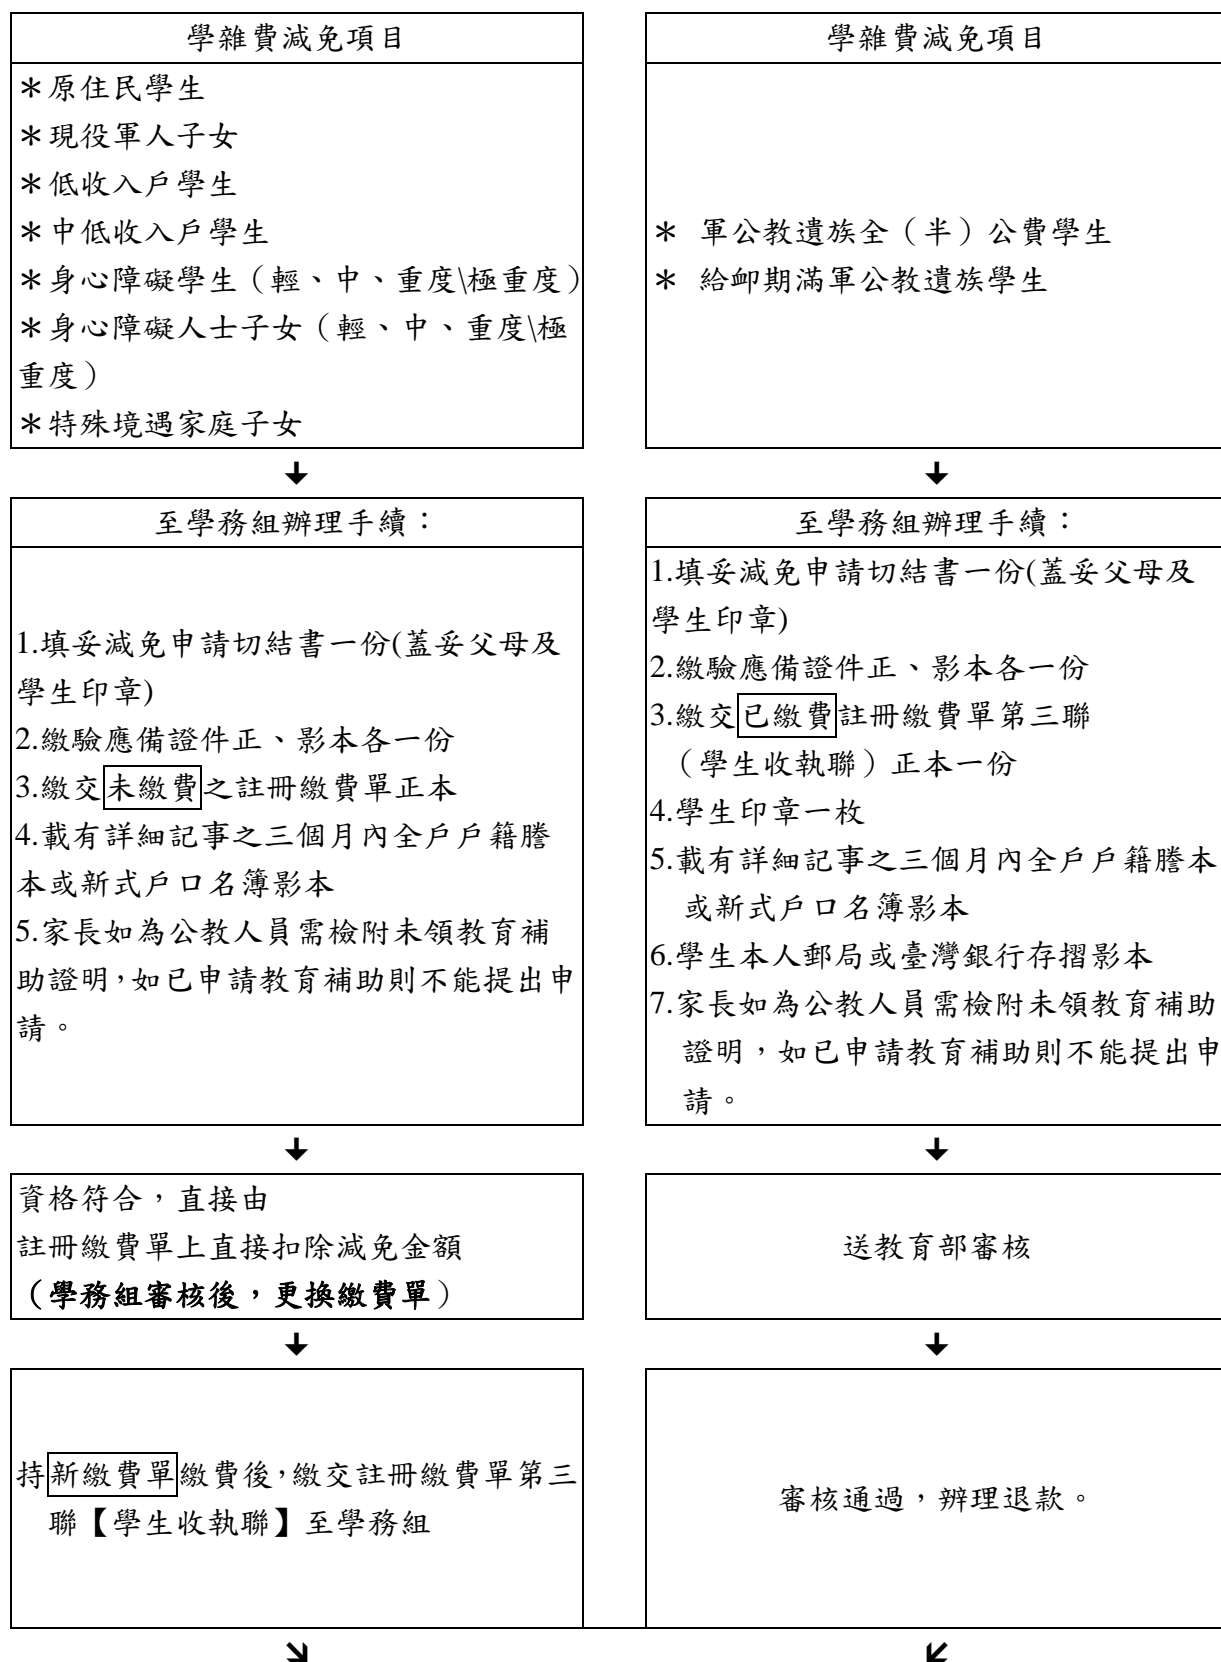 學雜費減免項目
＊原住民學生
＊現役軍人子女
＊低收入戶學生
＊中低收入戶學生
＊身心障礙學生（輕、中、重度\極重度）
＊身心障礙人士子女（輕、中、重度\極
重度）
＊特殊境遇家庭子女
至學務組辦理手續：
1.填妥減免申請切結書一份(蓋妥父母及
學生印章)
2.繳驗應備證件正、影本各一份
3.繳交未繳費之註冊繳費單正本
4.載有詳細記事之三個月內全戶戶籍謄
本或新式戶口名簿影本
5.家長如為公教人員需檢附未領教育補
助證明，如已申請教育補助則不能提出申
請。
資格符合，直接由
註冊繳費單上直接扣除減免金額
（學務組審核後，更換繳費單）
持新繳費單繳費後，繳交註冊繳費單第三
聯【學生收執聯】至學務組
學雜費減免項目
＊ 軍公教遺族全（半）公費學生
＊ 給卹期滿軍公教遺族學生
至學務組辦理手續：
1.填妥減免申請切結書一份(蓋妥父母及
學生印章)
2.繳驗應備證件正、影本各一份
3.繳交已繳費註冊繳費單第三聯
（學生收執聯）正本一份
4.學生印章一枚
5.載有詳細記事之三個月內全戶戶籍謄本
或新式戶口名簿影本
6.學生本人郵局或臺灣銀行存摺影本
7.家長如為公教人員需檢附未領教育補助
證明，如已申請教育補助則不能提出申
請。
送教育部審核
審核通過，辦理退款。